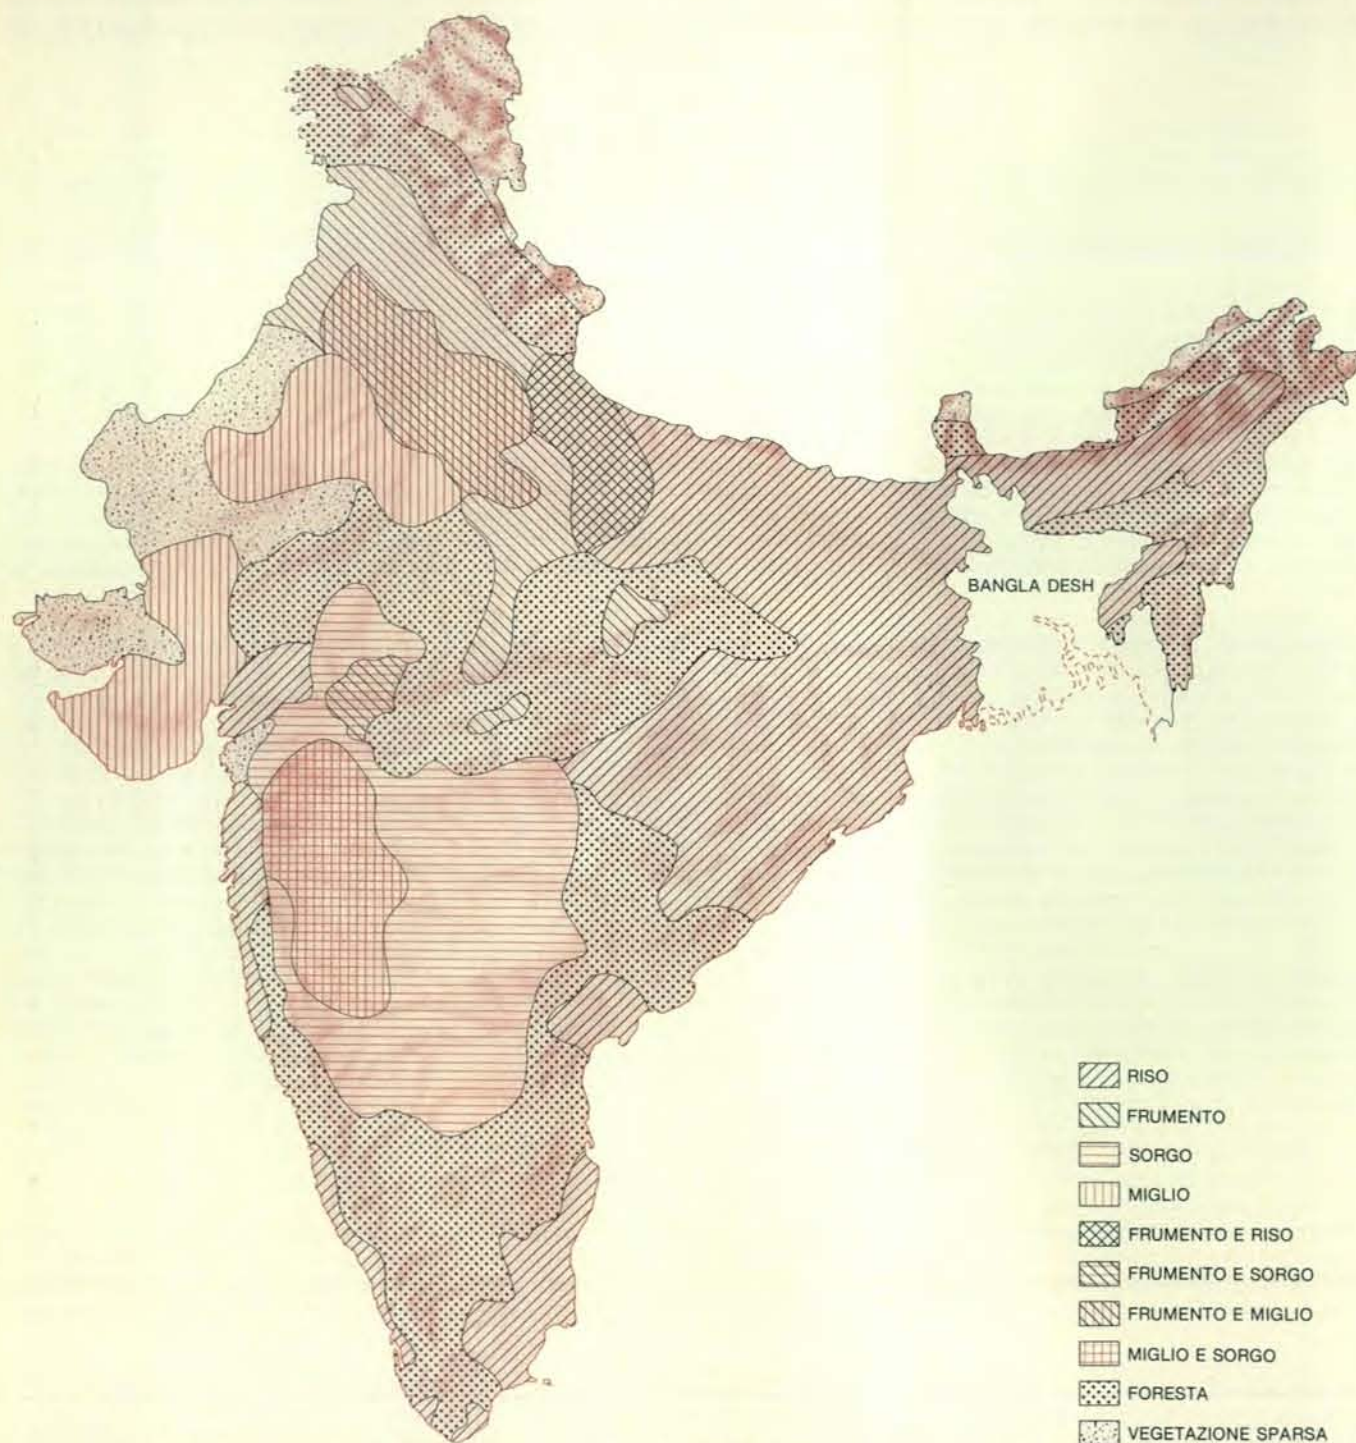 BANGLA DESH
RISO
FRUMENTO
SORGO
MIGLIO
FRUMENTO E RISO
FRUMENTO E SORGO
FRUMENTO E MIGLIO
MIGLIO E SORGO
FORESTA
VEGETAZIONE SPARSA